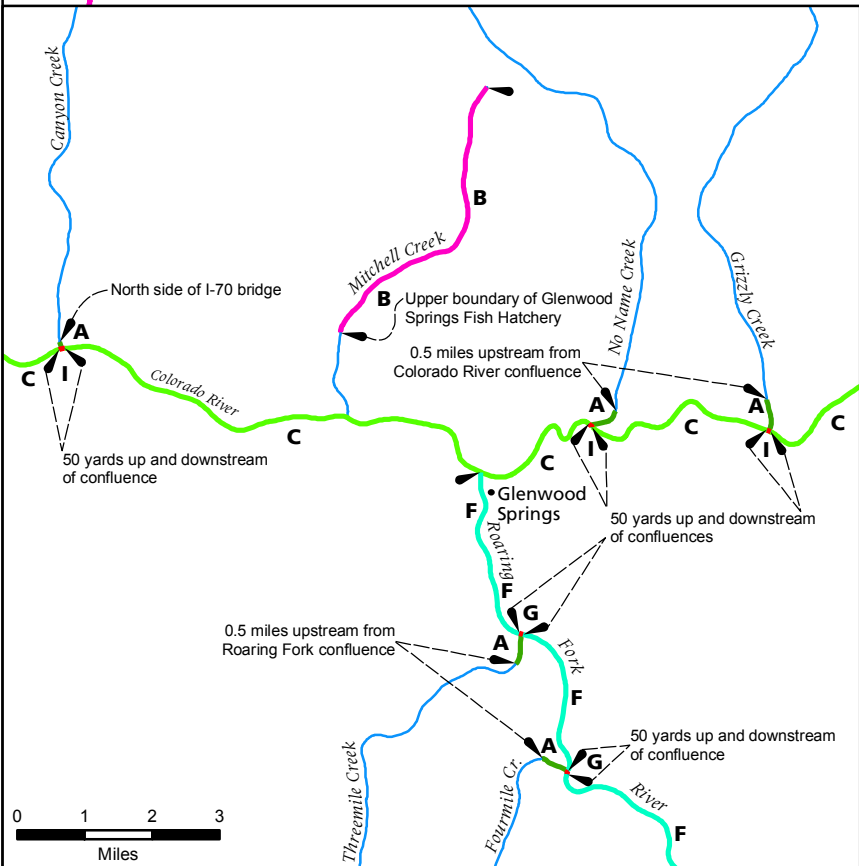 Canyon Creek
B
Mitchell Creek
B
North side of I-70 bridge
A
Upper boundary of Glenwood
Springs Fish Hatchery
No Name Creek
Grizzly Creek
0.5 miles upstream from
Colorado River confluence
C
I
Colorado River
C
A
A
C
C
C
I
I
50 yards up and downstream
of confluence
Glenwood
Springs
F
Roaring
50 yards up and downstream
of confluences
F
G
0.5 miles upstream from
Roaring Fork confluence
A
Fork
F
Threemile Creek
Fourmile Cr.
A
G
50 yards up and downstream
of confluence
River
F
0 1 2 3
Miles